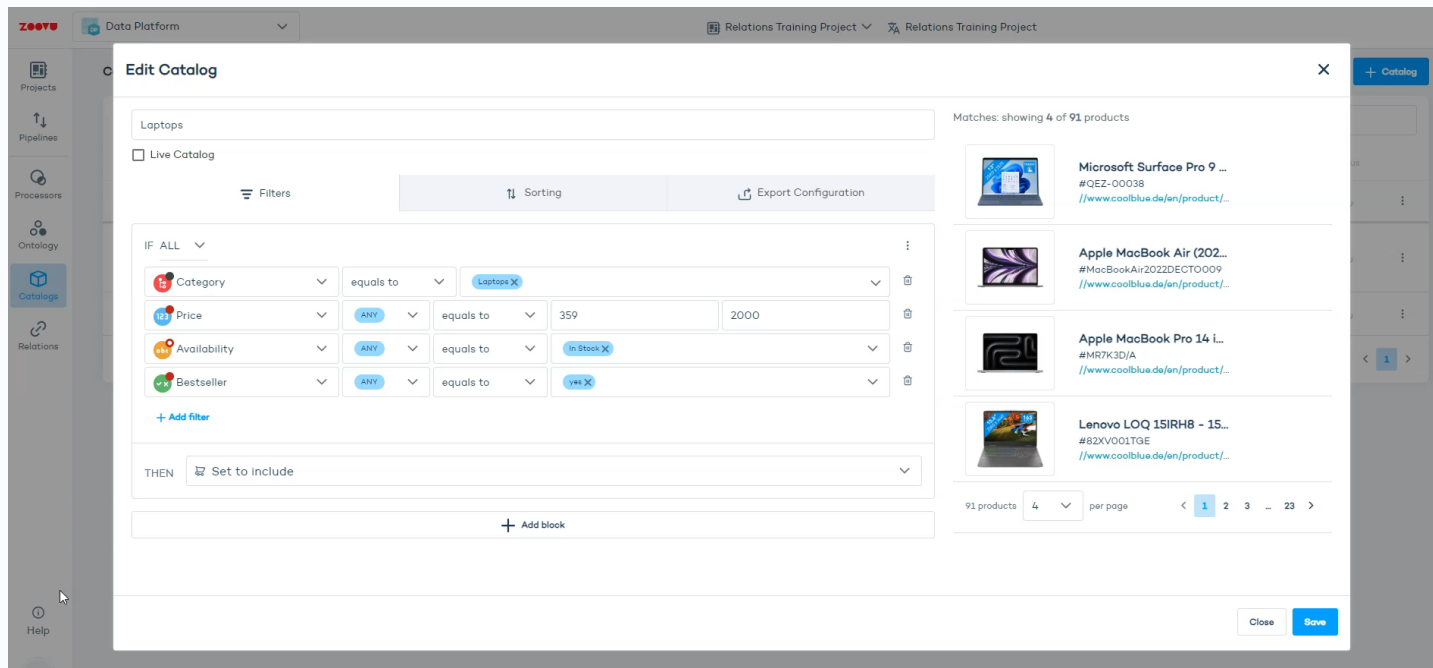 ZOOVU
Data Platform
Relations Training Project
Relations Training Project
Projects
Pipelines
Processors
Ontology
Catalogs
Relations
Help
+ Catalog
Edit Catalog
Laptops
Live Catalog
Filters
Sorting
Export Configuration
IF ALL
Category equals to Laptops
123 Price ANY equals to 359 2000
abc Availability ANY equals to In Stock
Bestseller ANY equals to yes
+ Add filter
THEN Set to include
+ Add block
Matches: showing 4 of 91 products
Microsoft Surface Pro 9 ...
#QEZ-00038
//www.coolblue.de/en/product/...
Apple MacBook Air (202...
#MacBookAir2022DECTO009
//www.coolblue.de/en/product/...
Apple MacBook Pro 14 i...
#MR7K3D/A
//www.coolblue.de/en/product/...
Lenovo LOQ 15IRH8 - 15...
#82XV001TGE
//www.coolblue.de/en/product/...
91 products 4 per page < 1 2 3 ... 23 >
< 1 >
Close
Save